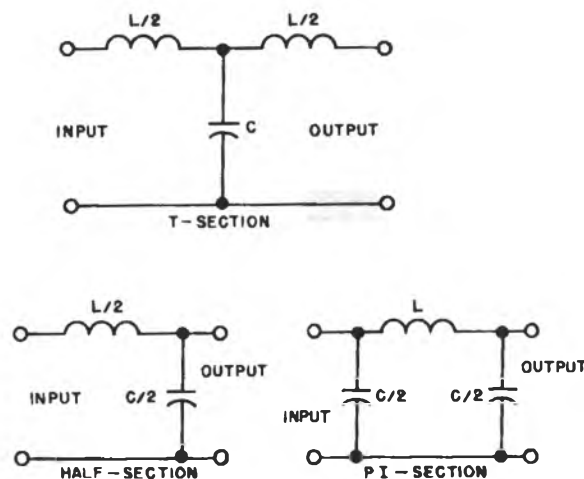 L/2
L/2
INPUT
C
OUTPUT
T-SECTION
L/2
OUTPUT
INPUT
C/2
HALF-SECTION
L
OUTPUT
INPUT
C/2
C/2
PI-SECTION